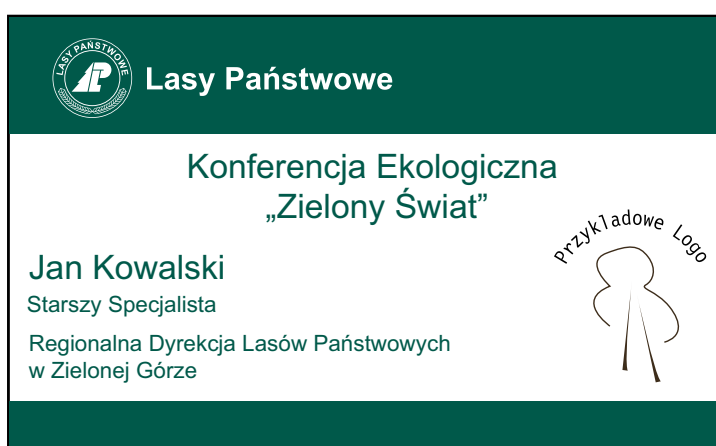 LASY PAŃSTWOWE
Lasy Państwowe
Konferencja Ekologiczna
„Zielony Świat”
Przykladowe Logo
Jan Kowalski
Starszy Specjalista
Regionalna Dyrekcja Lasów Państwowych
w Zielonej Górze